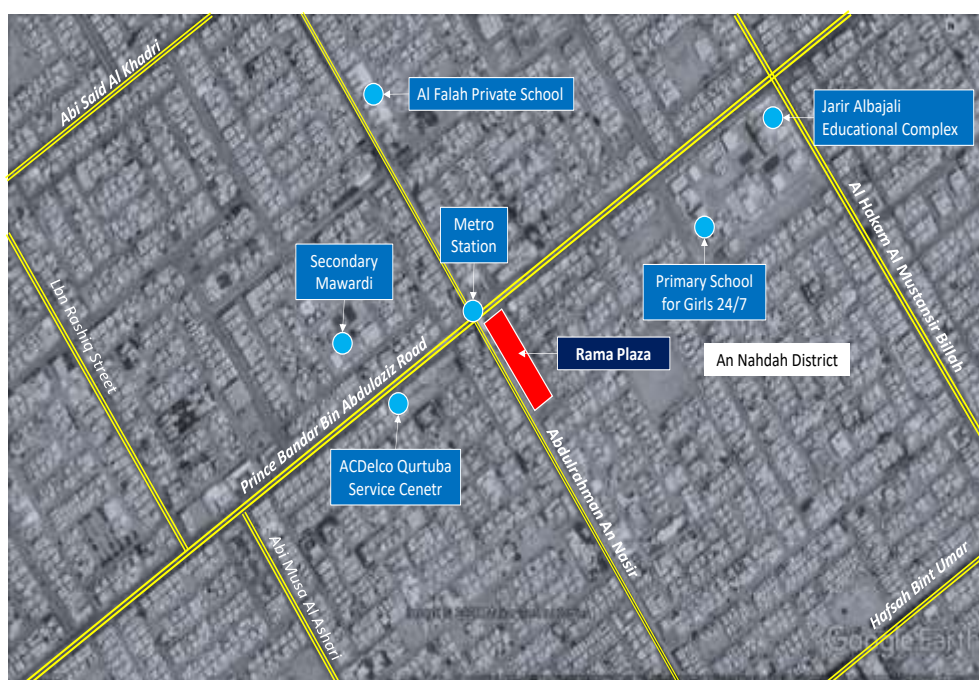 Abi Said Al Khadri
Al Falah Private School
Jarir Albajali
Educational Complex
Metro
Station
Secondary
Mawardi
Primary School
for Girls 24/7
Al Hakam Al Mustansir Billah
Lbn Rashiq Street
Rama Plaza
An Nahdah District
Prince Bandar Bin Abdulaziz Road
ACDelco Qurtuba
Service Cenetr
Abdulrahman An Nasir
Abi Musa Al Ashari
Hafsah Bint Umar
Google Earth